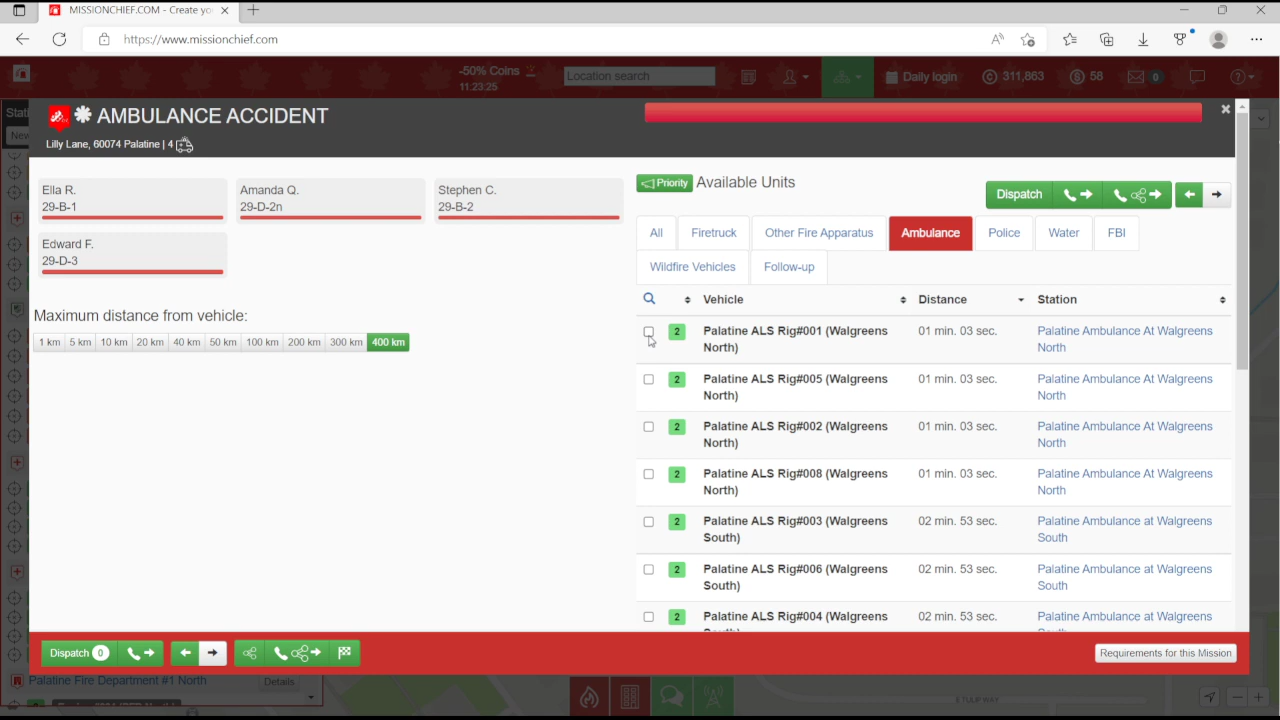 MISSIONCHIEF.COM - Create yo
https://www.missionchief.com
-50% Coins
11:23:25
Location search
Daily login
311,863
58
0
AMBULANCE ACCIDENT
Lilly Lane, 60074 Palatine | 4
Ella R.
29-B-1
Amanda Q.
29-D-2n
Stephen C.
29-B-2
Edward F.
29-D-3
Maximum distance from vehicle:
1 km 5 km 10 km 20 km 40 km 50 km 100 km 200 km 300 km 400 km
Priority Available Units
Dispatch
All Firetruck Other Fire Apparatus Ambulance Police Water FBI
Wildfire Vehicles Follow-up
Vehicle Distance Station
2 Palatine ALS Rig#001 (Walgreens 01 min. 03 sec. Palatine Ambulance At Walgreens
North) North
2 Palatine ALS Rig#005 (Walgreens 01 min. 03 sec. Palatine Ambulance At Walgreens
North) North
2 Palatine ALS Rig#002 (Walgreens 01 min. 03 sec. Palatine Ambulance At Walgreens
North) North
2 Palatine ALS Rig#008 (Walgreens 01 min. 03 sec. Palatine Ambulance At Walgreens
North) North
2 Palatine ALS Rig#003 (Walgreens 02 min. 53 sec. Palatine Ambulance at Walgreens
South) South
2 Palatine ALS Rig#006 (Walgreens 02 min. 53 sec. Palatine Ambulance at Walgreens
South) South
2 Palatine ALS Rig#004 (Walgreens 02 min. 53 sec. Palatine Ambulance at Walgreens
Dispatch 0
Requirements for this Mission
Palatine Fire Department #1 North Details
E TULIP WAY